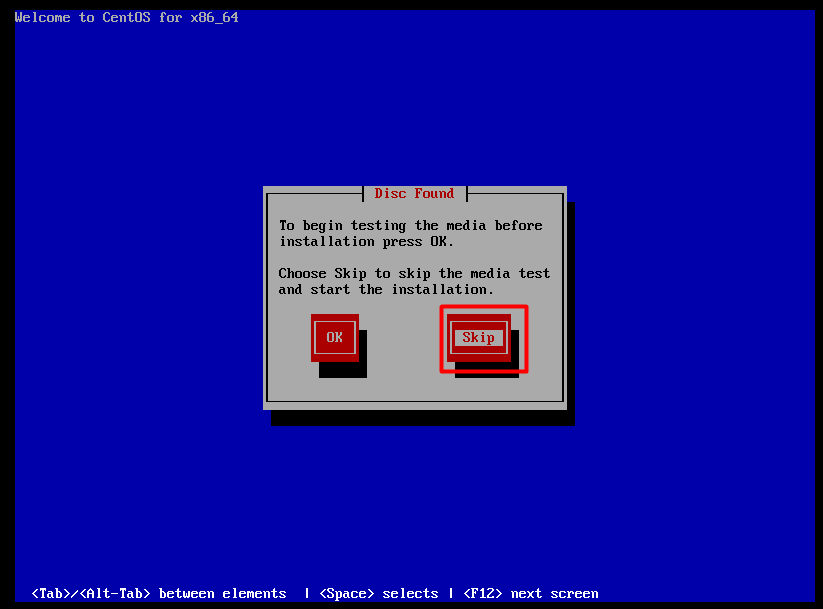 Welcome to CentOS for x86_64
Disc Found
To begin testing the media before
installation press OK.
Choose Skip to skip the media test
and start the installation.
OK Skip
<Tab>/<Alt-Tab> between elements | <Space> selects | <F12> next screen